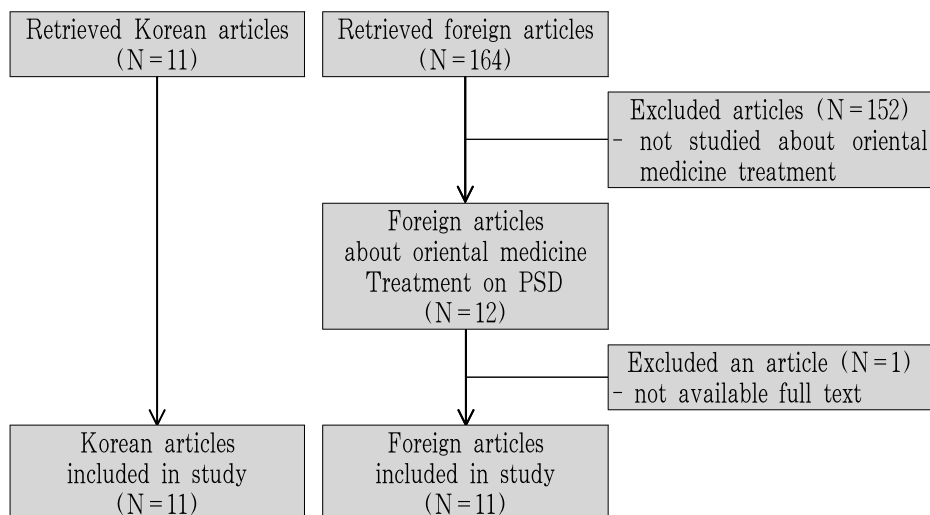 Retrieved Korean articles
(N=11)
Retrieved foreign articles
(N=164)
Excluded articles (N=152)
- not studied about oriental
medicine treatment
Foreign articles
about oriental medicine
Treatment on PSD
(N=12)
Excluded an article (N=1)
- not available full text
Korean articles
included in study
(N=11)
Foreign articles
included in study
(N=11)